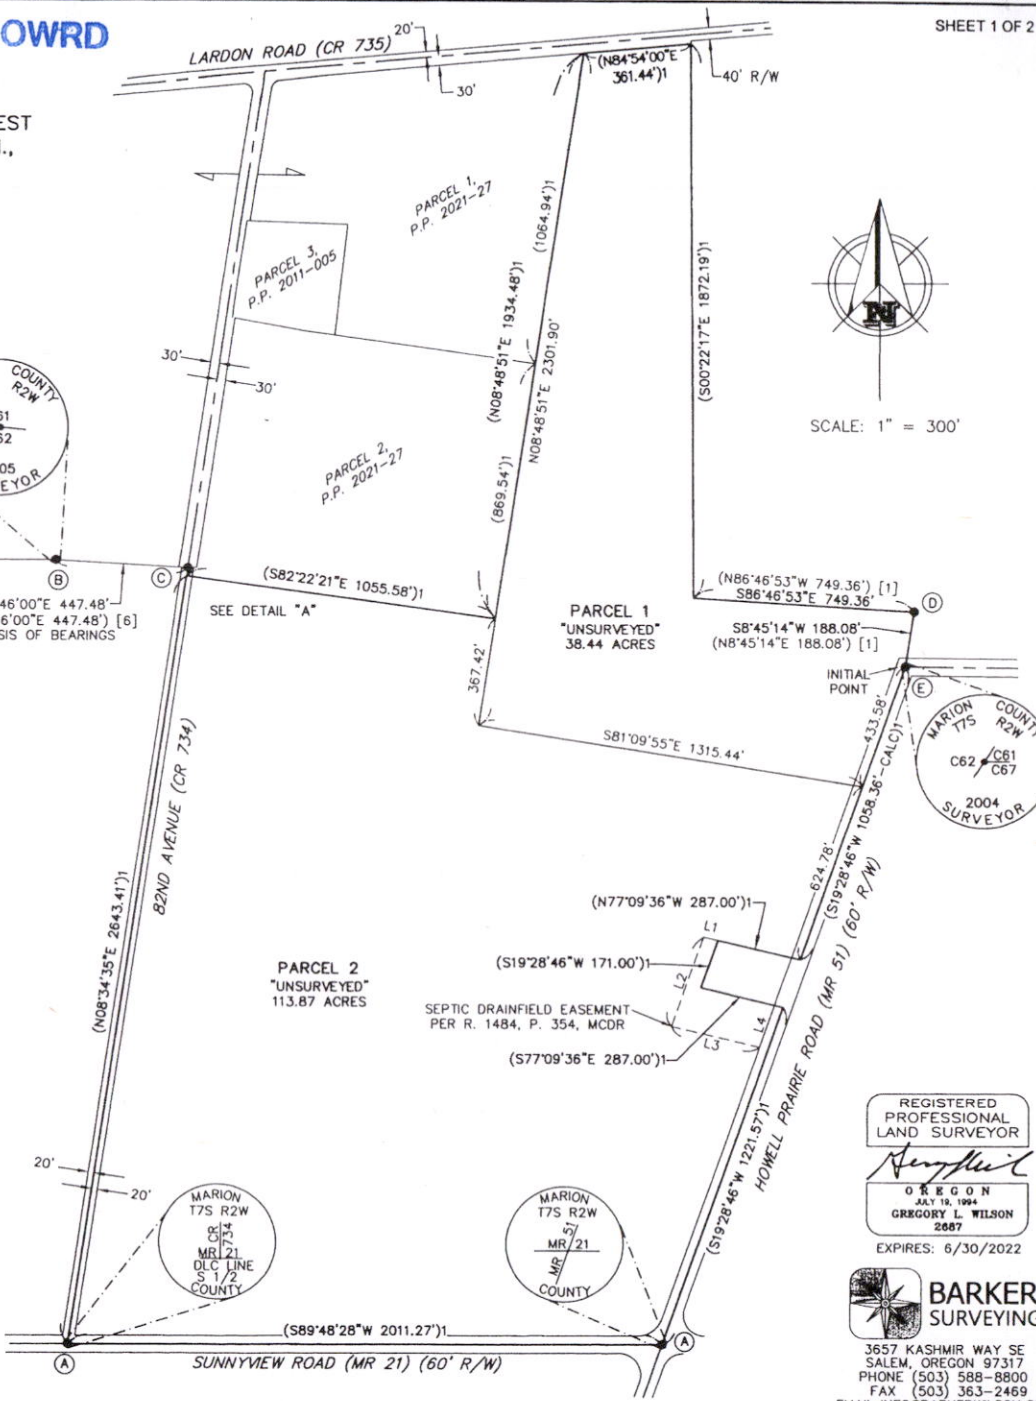 OWRD
SHEET 1 OF 2
LARDON ROAD (CR 735)
20'
30'
(N84°54'00"E
361.44')1
40' R/W
EST
PARCEL 1,
P.P. 2021-27
PARCEL 3,
P.P. 2011-005
(1064.94')1
(N08°48'51"E 1934.48')1
N08°48'51"E 2301.90'
(S00°22'17"E 1872.19')1
N
SCALE: 1" = 300'
30'
30'
COUNTY
R2W
61
62
05
EYOR
PARCEL 2,
P.P. 2021-27
(869.54')1
B
C
46'00"E 447.48'
6'00"E 447.48') [6]
SIS OF BEARINGS
(S82°22'21"E 1055.58')1
SEE DETAIL "A"
(N86°46'53"W 749.36') [1]
S86°46'53"E 749.36'
D
PARCEL 1
"UNSURVEYED"
38.44 ACRES
S8°45'14"W 188.08'
(N8°45'14"E 188.08') [1]
INITIAL
POINT
E
367.42'
S81°09'55"E 1315.44'
433.58'
MARION COUNTY
T7S R2W
C62 C61
C67
2004
SURVEYOR
82ND AVENUE (CR 734)
(N08°34'35"E 2643.41')1
624.78'
(S19°28'46"W 1058.36'-CALC)1
HOWELL PRAIRIE ROAD (MR 51) (60' R/W)
(N77°09'36"W 287.00')1
L1
(S19°28'46"W 171.00')1
L2
PARCEL 2
"UNSURVEYED"
113.87 ACRES
SEPTIC DRAINFIELD EASEMENT
PER R. 1484, P. 354, MCDR
L4
L3
(S77°09'36"E 287.00')1
(S19°28'46"W 1221.57')1
REGISTERED
PROFESSIONAL
LAND SURVEYOR
OREGON
JULY 19, 1994
GREGORY L. WILSON
2687
EXPIRES: 6/30/2022
20'
20'
MARION
T7S R2W
CR 734
MR 21
DLC LINE
S 1/2
COUNTY
MARION
T7S R2W
51
MR 21
MR
COUNTY
BARKER
SURVEYING
3657 KASHMIR WAY SE
SALEM, OREGON 97317
PHONE (503) 588-8800
FAX (503) 363-2469
(S89°48'28"W 2011.27')1
A
A
SUNNYVIEW ROAD (MR 21) (60' R/W)